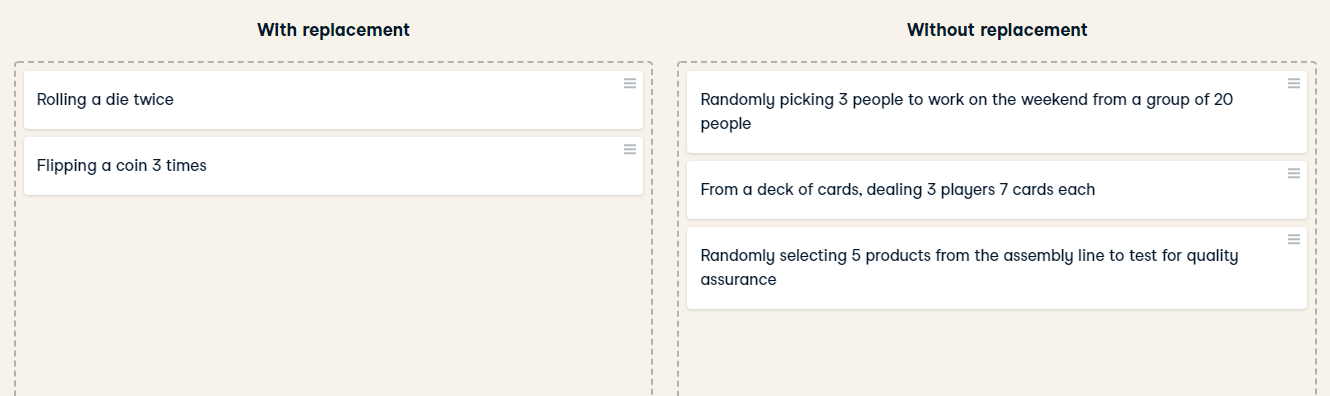 With replacement
Rolling a die twice
Flipping a coin 3 times
Without replacement
Randomly picking 3 people to work on the weekend from a group of 20
people
From a deck of cards, dealing 3 players 7 cards each
Randomly selecting 5 products from the assembly line to test for quality
assurance